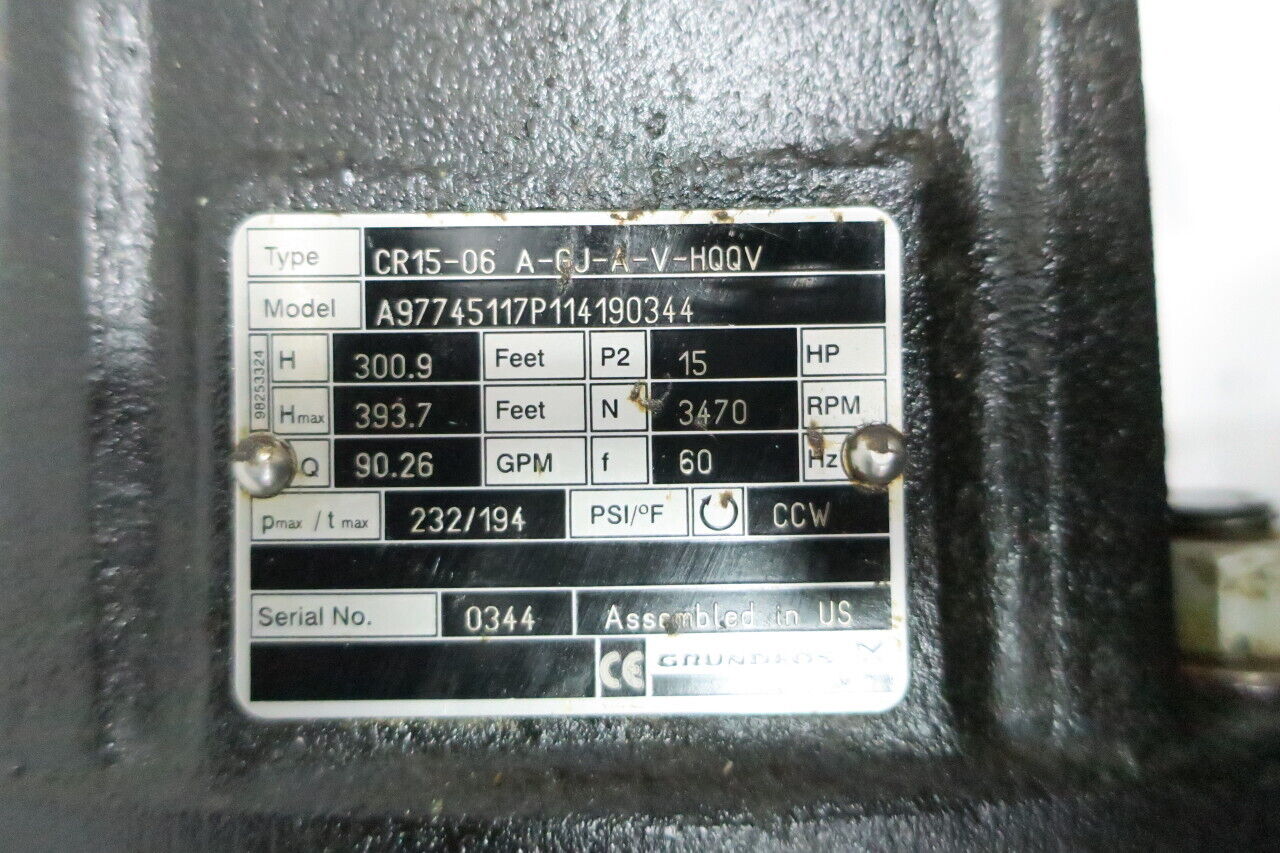 Type CR15-06 A-GJ-A-V-HQQV
Model A97745117P114190344
98253324
H 300.9 Feet P2 15 HP
Hmax 393.7 Feet N 3470 RPM
Q 90.26 GPM f 60 Hz
pmax / t max 232/194 PSI/°F CCW
Serial No. 0344 Assembled in US
CE GRUNDFOS